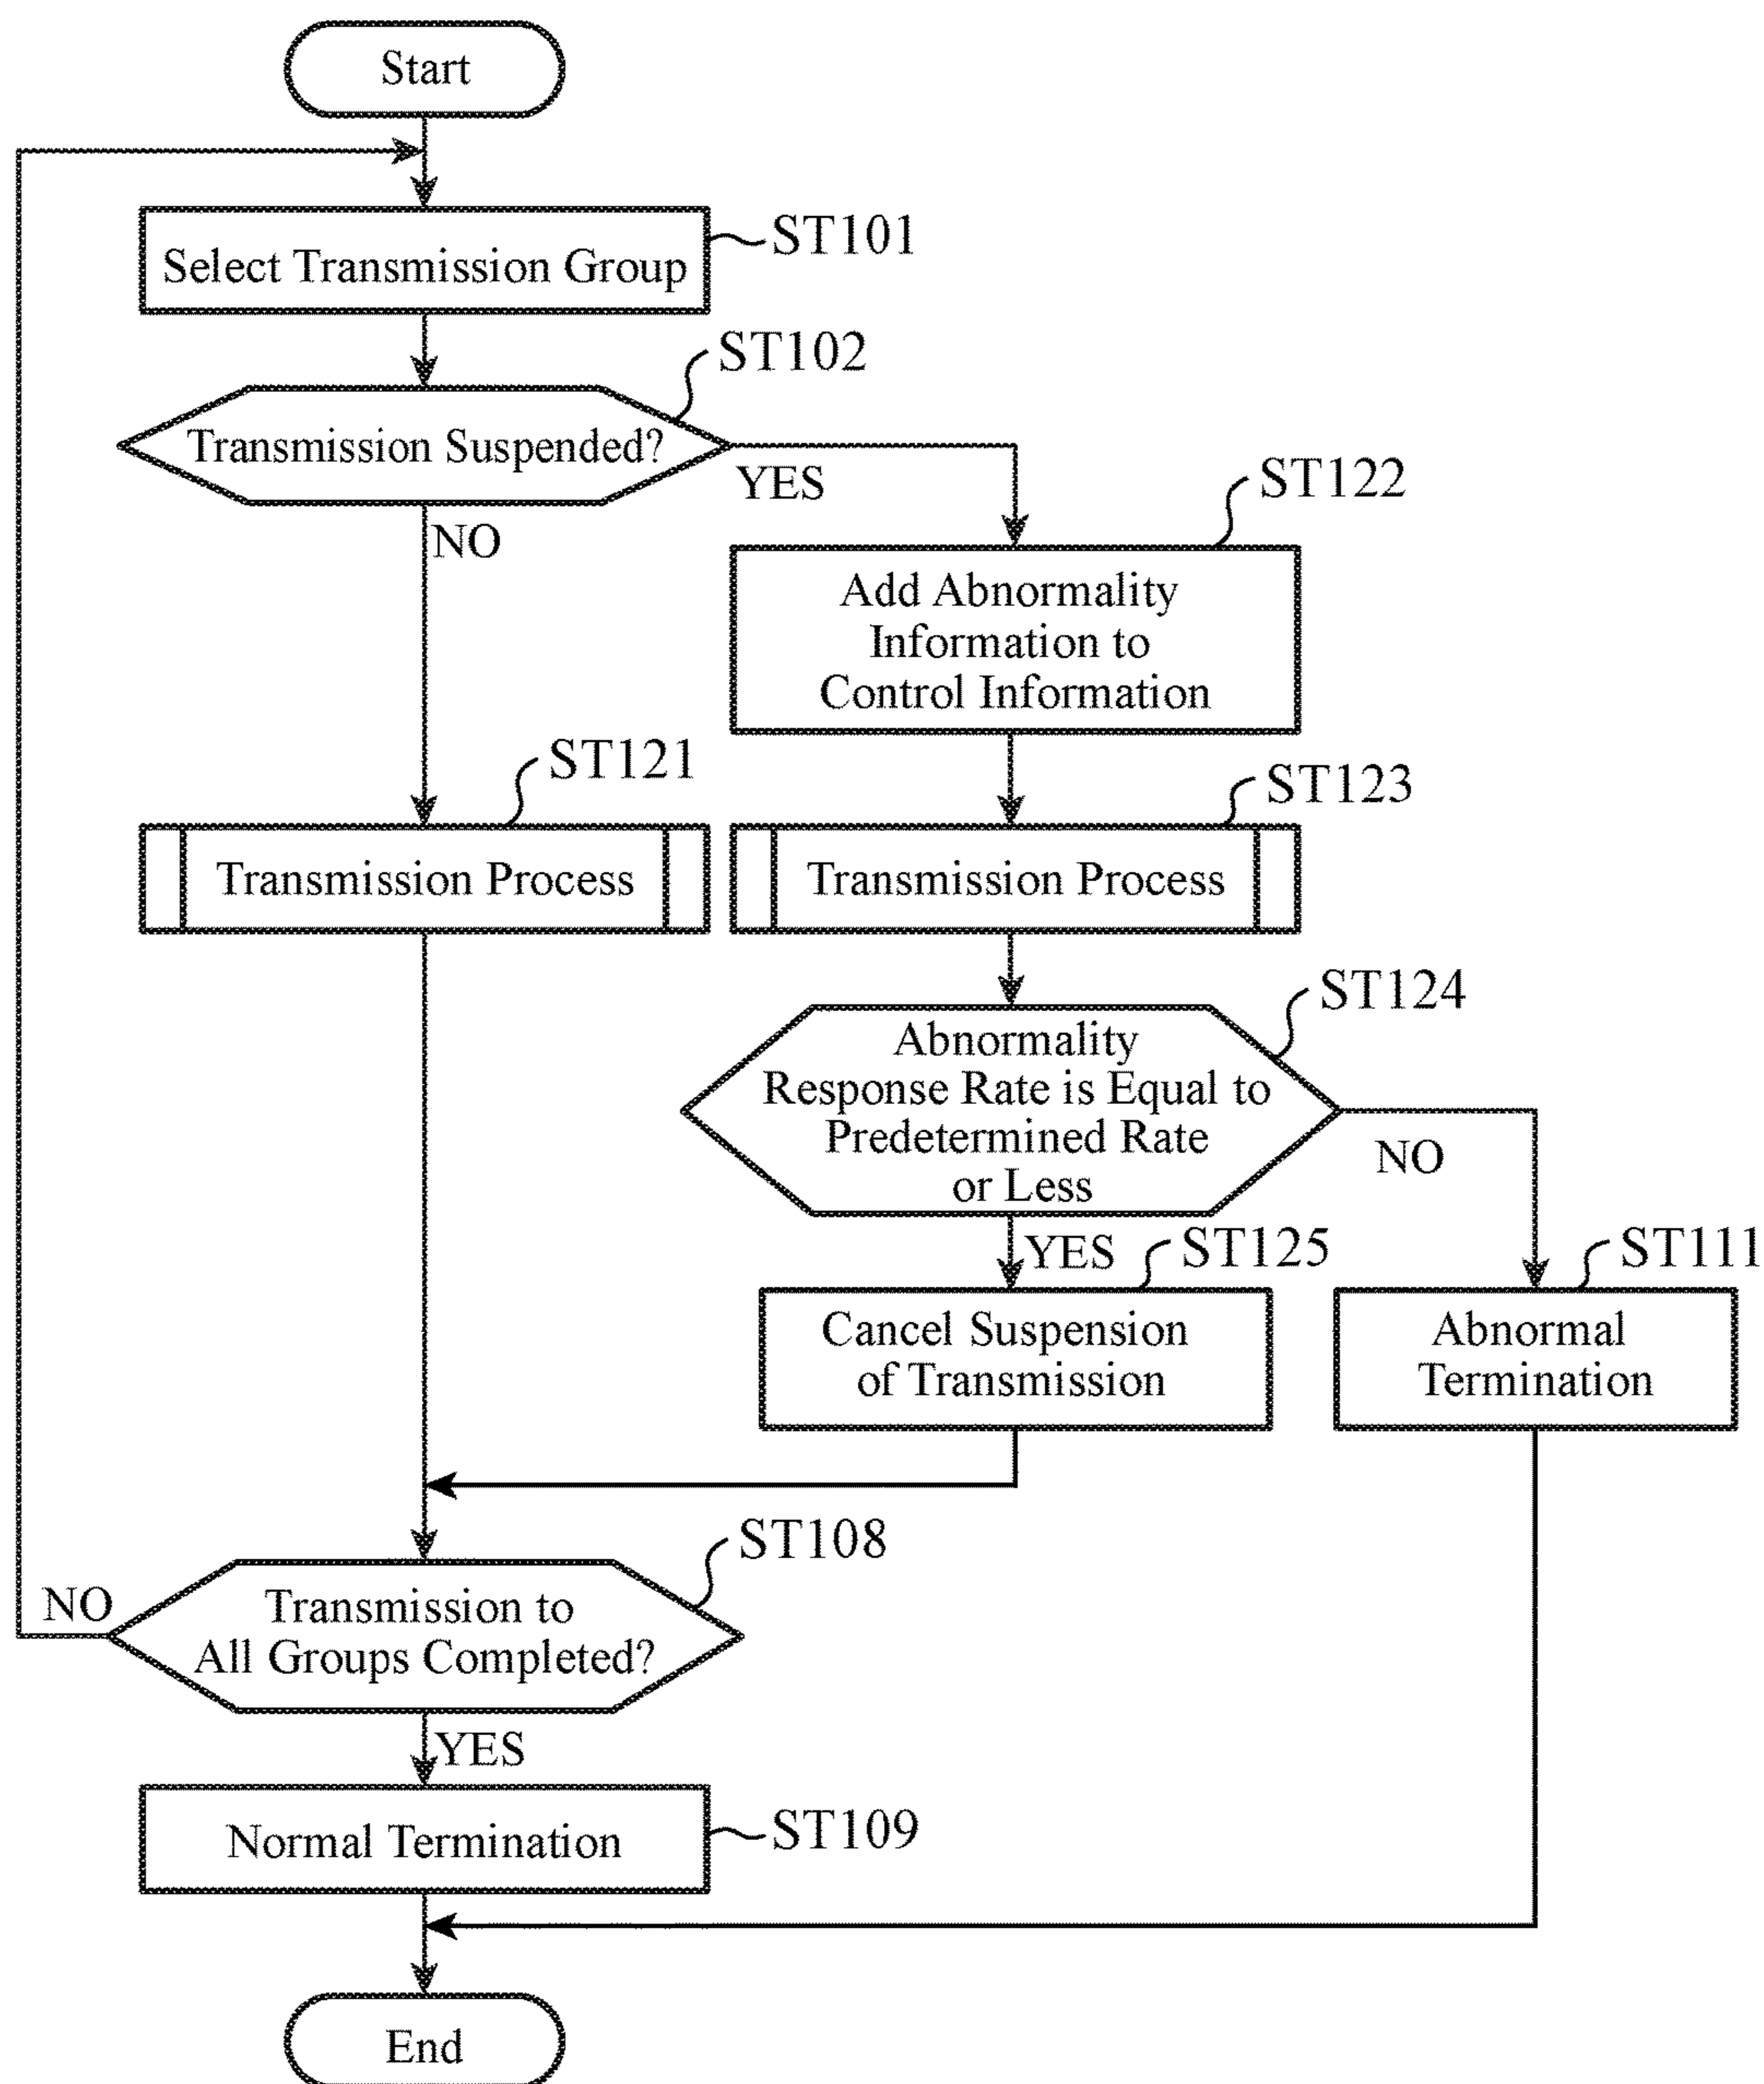 Start
ST101
Select Transmission Group
ST102
Transmission Suspended?
YES
NO
ST122
Add Abnormality
Information to
Control Information
ST121
ST123
Transmission Process
Transmission Process
ST124
Abnormality
Response Rate is Equal to
Predetermined Rate
or Less
NO
YES
ST125
ST111
Cancel Suspension
of Transmission
Abnormal
Termination
ST108
NO
Transmission to
All Groups Completed?
YES
Normal Termination
ST109
End